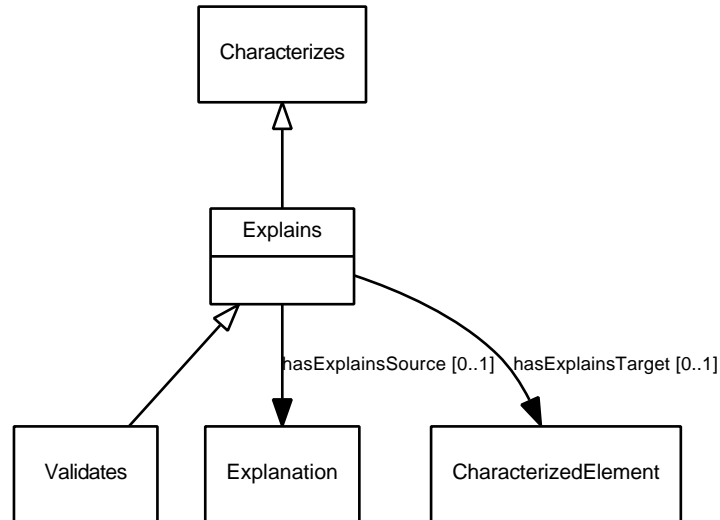 Characterizes
Explains
hasExplainsSource [0..1]
hasExplainsTarget [0..1]
Validates
Explanation
CharacterizedElement